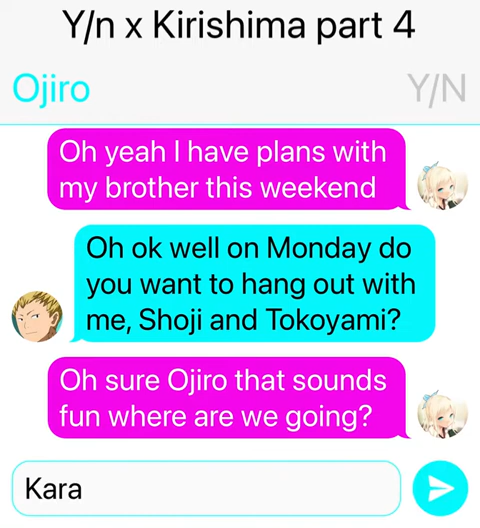 Y/n x Kirishima part 4
Ojiro
Y/N
Oh yeah I have plans with
my brother this weekend
Oh ok well on Monday do
you want to hang out with
me, Shoji and Tokoyami?
Oh sure Ojiro that sounds
fun where are we going?
Kara